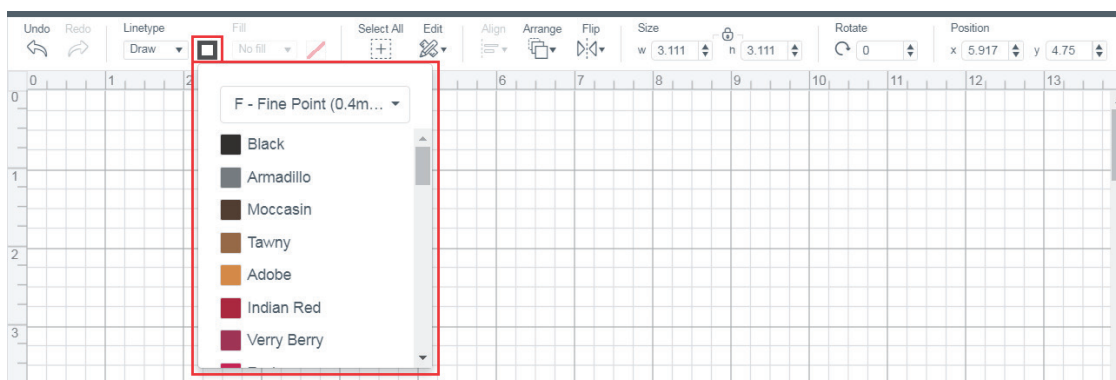 Undo Redo Linetype Fill Select All Edit Align Arrange Flip Size Rotate Position
Draw No fill w 3.111 h 3.111 0 x 5.917 y 4.75
0 1 2 6 7 8 9 10 11 12 13
0
F - Fine Point (0.4m...
Black
1
Armadillo
Moccasin
Tawny
2
Adobe
Indian Red
3
Verry Berry